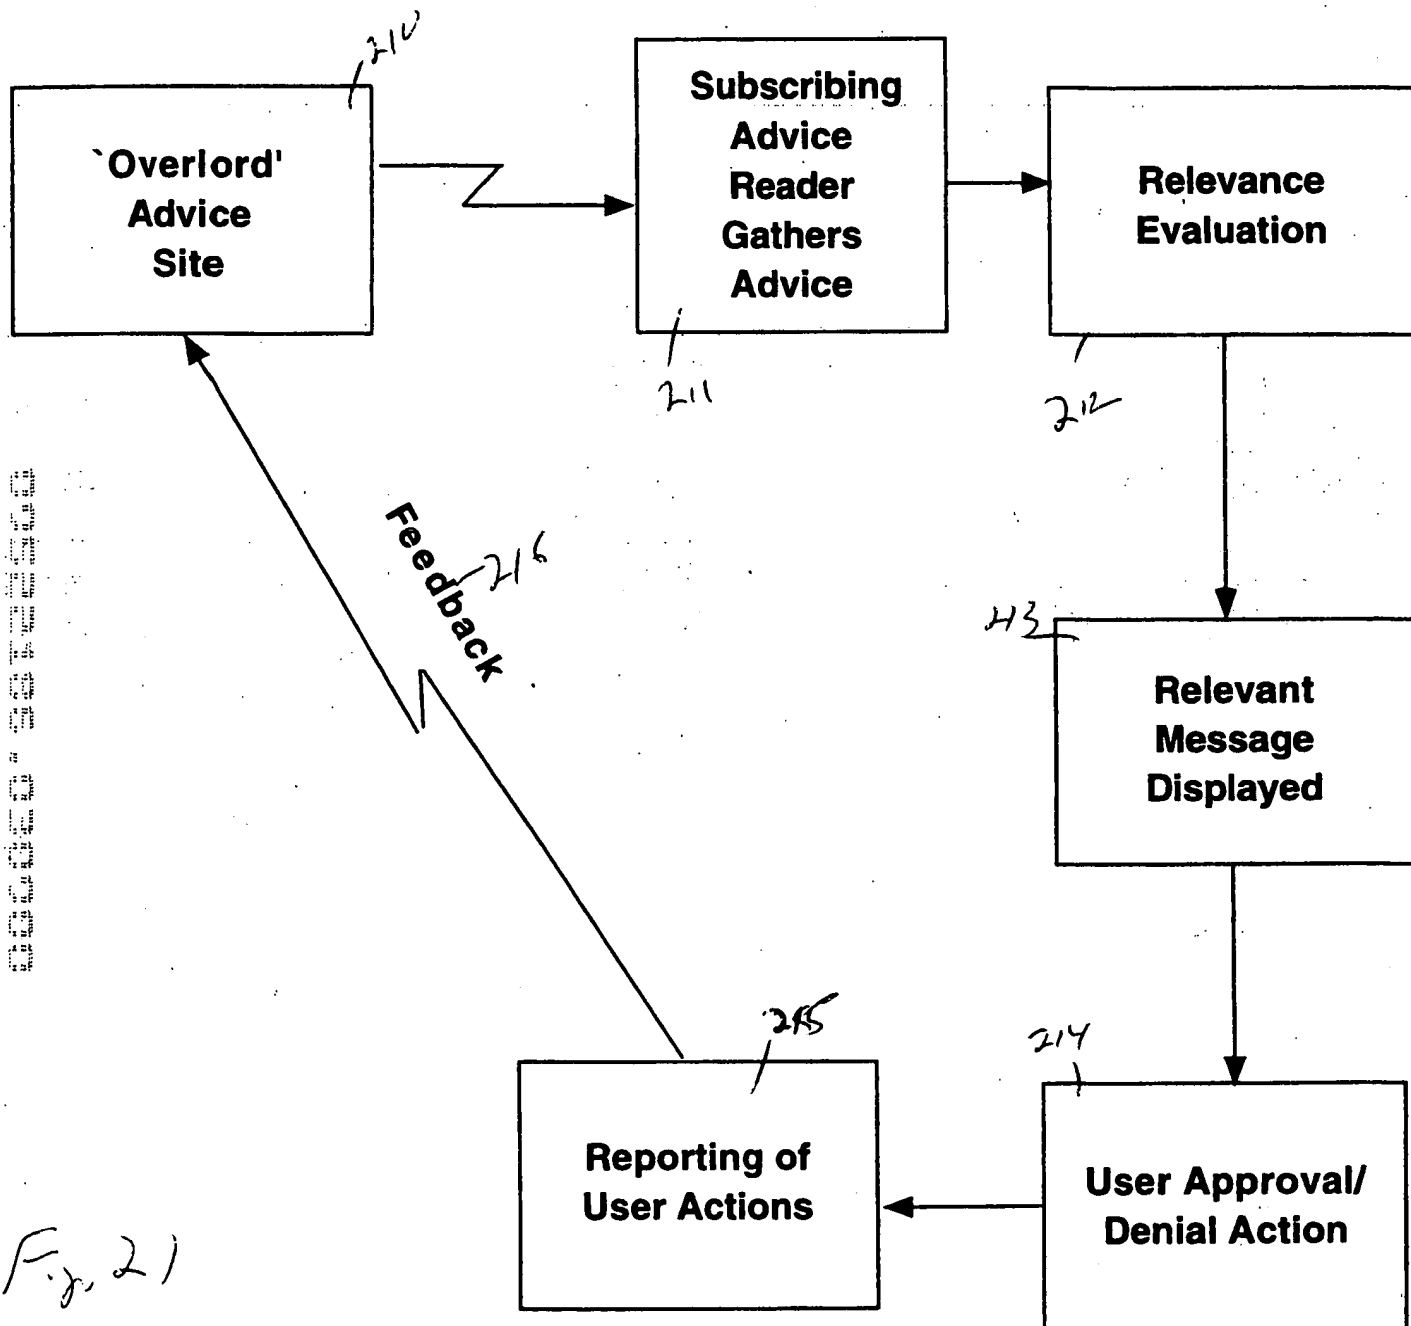 210
`Overlord'
Advice
Site
Subscribing
Advice
Reader
Gathers
Advice
211
Relevance
Evaluation
212
Feedback
216
213
Relevant
Message
Displayed
214
User Approval/
Denial Action
215
Reporting of
User Actions
Fig. 21